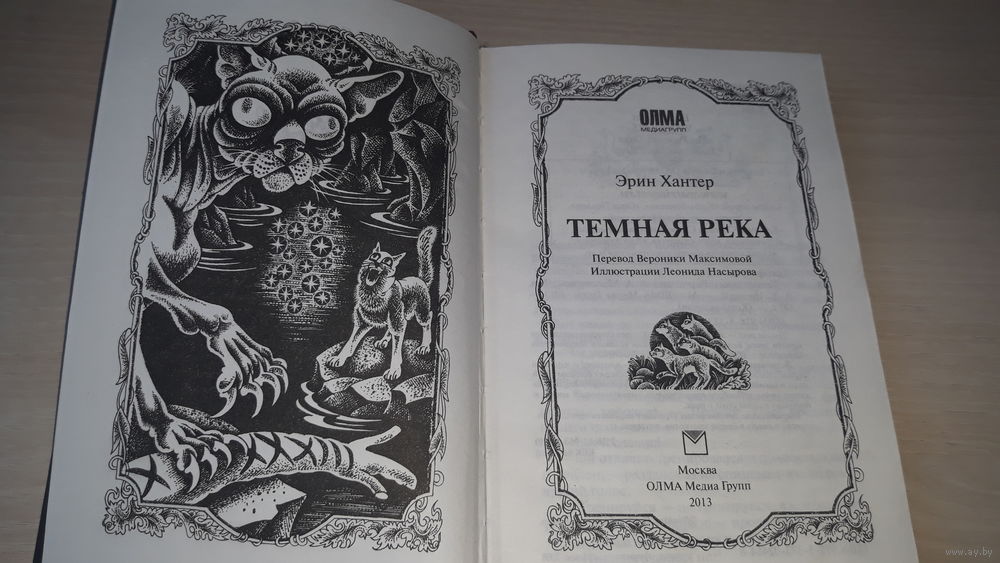 ОЛМА
МЕДИАГРУПП
Эрин Хантер
ТЕМНАЯ РЕКА
Перевод Вероники Максимовой
Иллюстрации Леонида Насырова
Москва
ОЛМА Медиа Групп
2013
www.ay.by